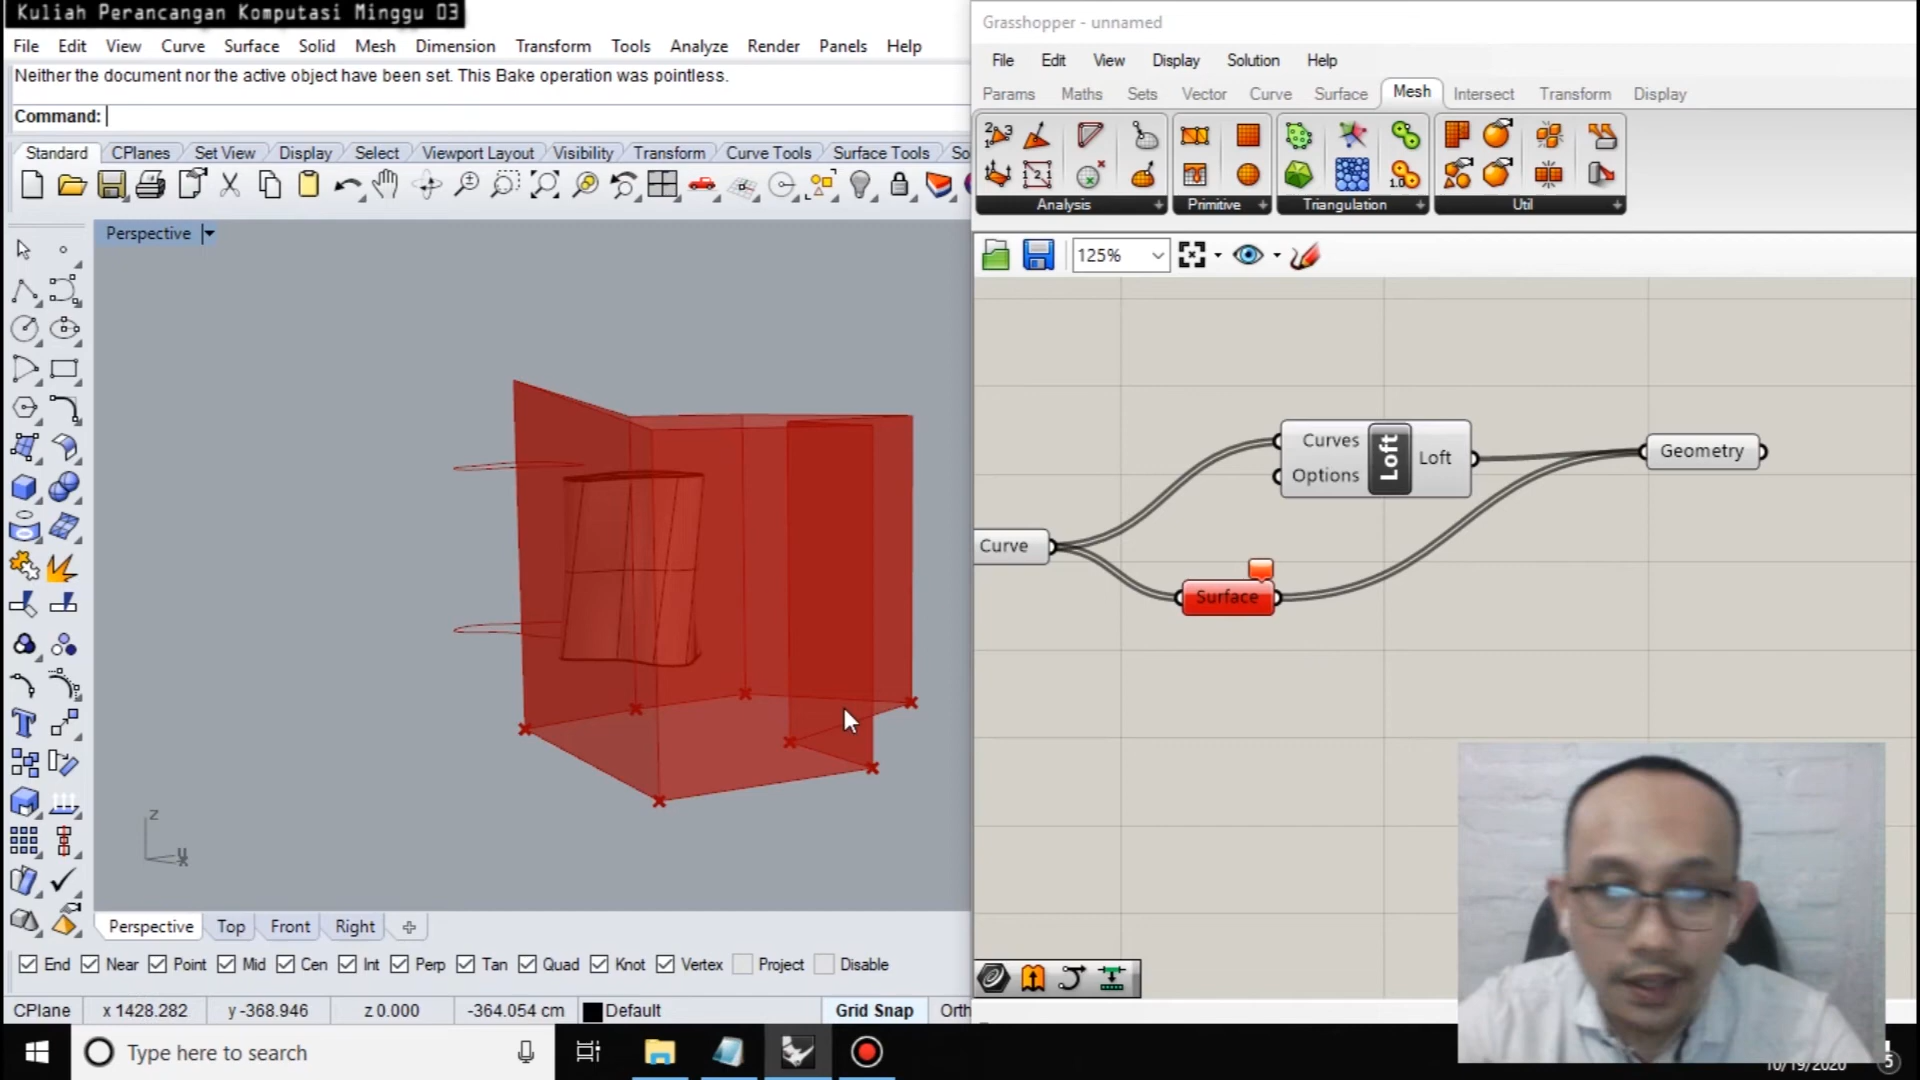 Kuliah Perancangan Komputasi Minggu 03
File Edit View Curve Surface Solid Mesh Dimension Transform Tools Analyze Render Panels Help
Neither the document nor the active object have been set. This Bake operation was pointless.
Command:
Standard CPlanes Set View Display Select Viewport Layout Visibility Transform Curve Tools Surface Tools So
Perspective
z
Perspective Top Front Right
End Near Point Mid Cen Int Perp Tan Quad Knot Vertex Project Disable
CPlane x 1428.282 y -368.946 z 0.000 -364.054 cm Default Grid Snap Orth
Grasshopper - unnamed
File Edit View Display Solution Help
Params Maths Sets Vector Curve Surface Mesh Intersect Transform Display
Analysis Primitive Triangulation Util
125%
Curves Options Loft Loft
Geometry
Curve
Surface
Type here to search
10/19/2020
5